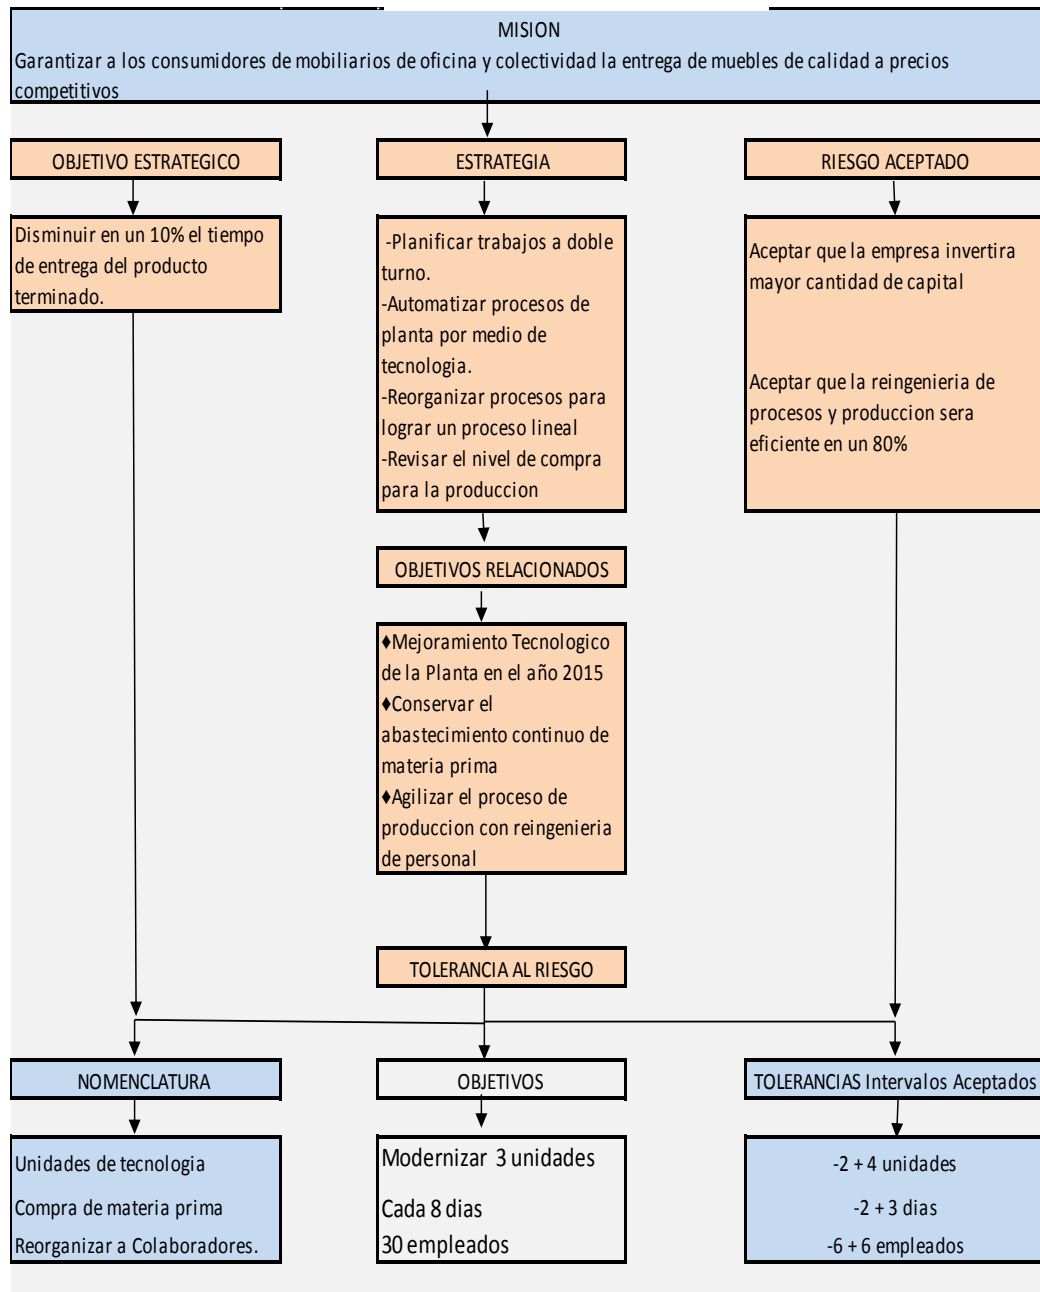 MISION
Garantizar a los consumidores de mobiliarios de oficina y colectividad la entrega de muebles de calidad a precios
competitivos
OBJETIVO ESTRATEGICO
ESTRATEGIA
RIESGO ACEPTADO
Disminuir en un 10% el tiempo
de entrega del producto
terminado.
-Planificar trabajos a doble
turno.
-Automatizar procesos de
planta por medio de
tecnologia.
-Reorganizar procesos para
lograr un proceso lineal
-Revisar el nivel de compra
para la produccion
Aceptar que la empresa invertira
mayor cantidad de capital
Aceptar que la reingenieria de
procesos y produccion sera
eficiente en un 80%
OBJETIVOS RELACIONADOS
♦Mejoramiento Tecnologico
de la Planta en el año 2015
♦Conservar el
abastecimiento continuo de
materia prima
♦Agilizar el proceso de
produccion con reingenieria
de personal
TOLERANCIA AL RIESGO
NOMENCLATURA
OBJETIVOS
TOLERANCIAS Intervalos Aceptados
Unidades de tecnologia
Modernizar 3 unidades
-2 + 4 unidades
Compra de materia prima
Cada 8 dias
-2 + 3 dias
Reorganizar a Colaboradores.
30 empleados
-6 + 6 empleados